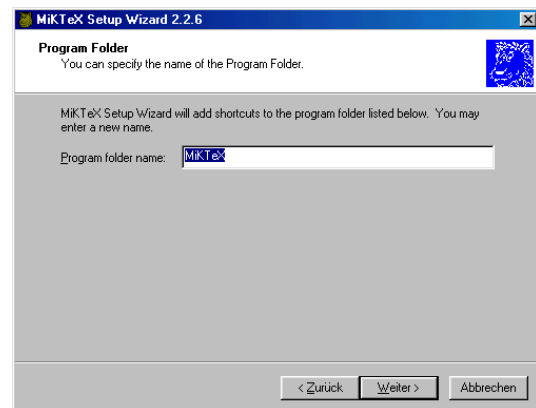 MiKTeX Setup Wizard 2.2.6
Program Folder
You can specify the name of the Program Folder.
MiKTeX Setup Wizard will add shortcuts to the program folder listed below. You may
enter a new name.
Program folder name: MiKTeX
< Zurück Weiter > Abbrechen